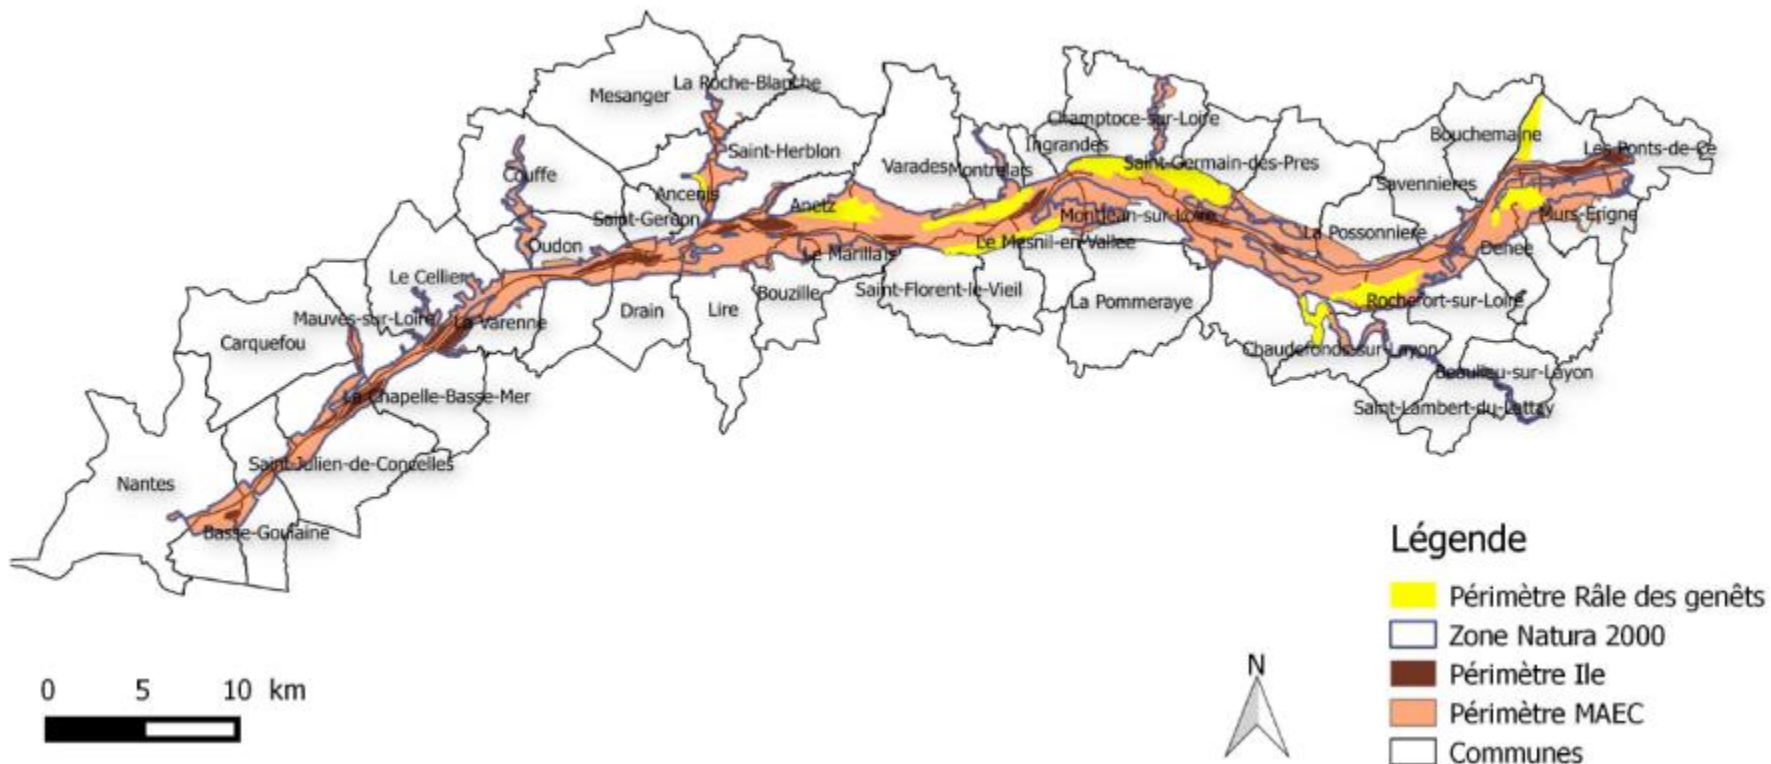 La Roche-Blanche
Mesanger
Champtoce-sur-Loire
Bouchemaine
Ingrandes
Les Ponts-de-Ce
Saint-Herblon
Saint-Germain-des-Pres
Varades
Montrelais
Couffe
Savennieres
Ancenis
Anetz
Saint-Gereon
Montjean-sur-Loire
Murs-Erigne
La Possonniere
Oudon
Le Mesnil-en-Vallee
Denee
Le Marillais
Le Cellier
Bouzille
Saint-Florent-le-Vieil
La Pommeraye
Rochefort-sur-Loire
Drain
Lire
Mauves-sur-Loire
La Varenne
Carquefou
Chaudefonds-sur-Layon
Beaulieu-sur-Layon
La Chapelle-Basse-Mer
Saint-Lambert-du-Lattay
Saint-Julien-de-Concelles
Nantes
Basse-Goulaine
Légende
Périmètre Râle des genêts
Zone Natura 2000
Périmètre Ile
Périmètre MAEC
Communes
N
0 5 10 km